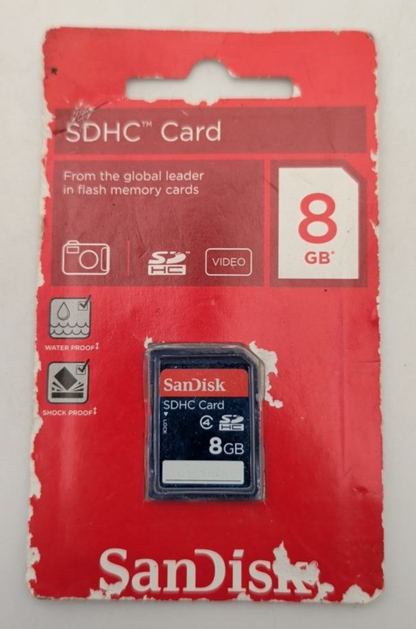 SDHC™ Card
From the global leader
in flash memory cards
8
GB*
SD
HC™
VIDEO
WATER PROOF‡
SHOCK PROOF‡
SanDisk
SDHC Card
LOCK
4 SD
HC
8GB
SanDisk